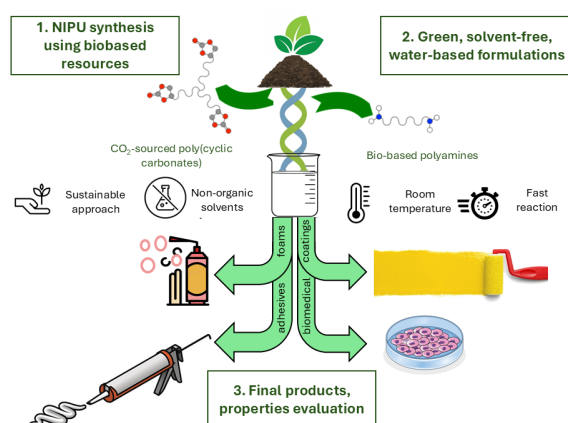 1. NIPU synthesis
using biobased
resources
2. Green, solvent-free,
water-based formulations
CO2-sourced poly(cyclic
carbonates)
Bio-based polyamines
Sustainable
approach
Non-organic
solvents
Room
temperature
Fast
reaction
foams
coatings
adhesives
biomedical
3. Final products,
properties evaluation